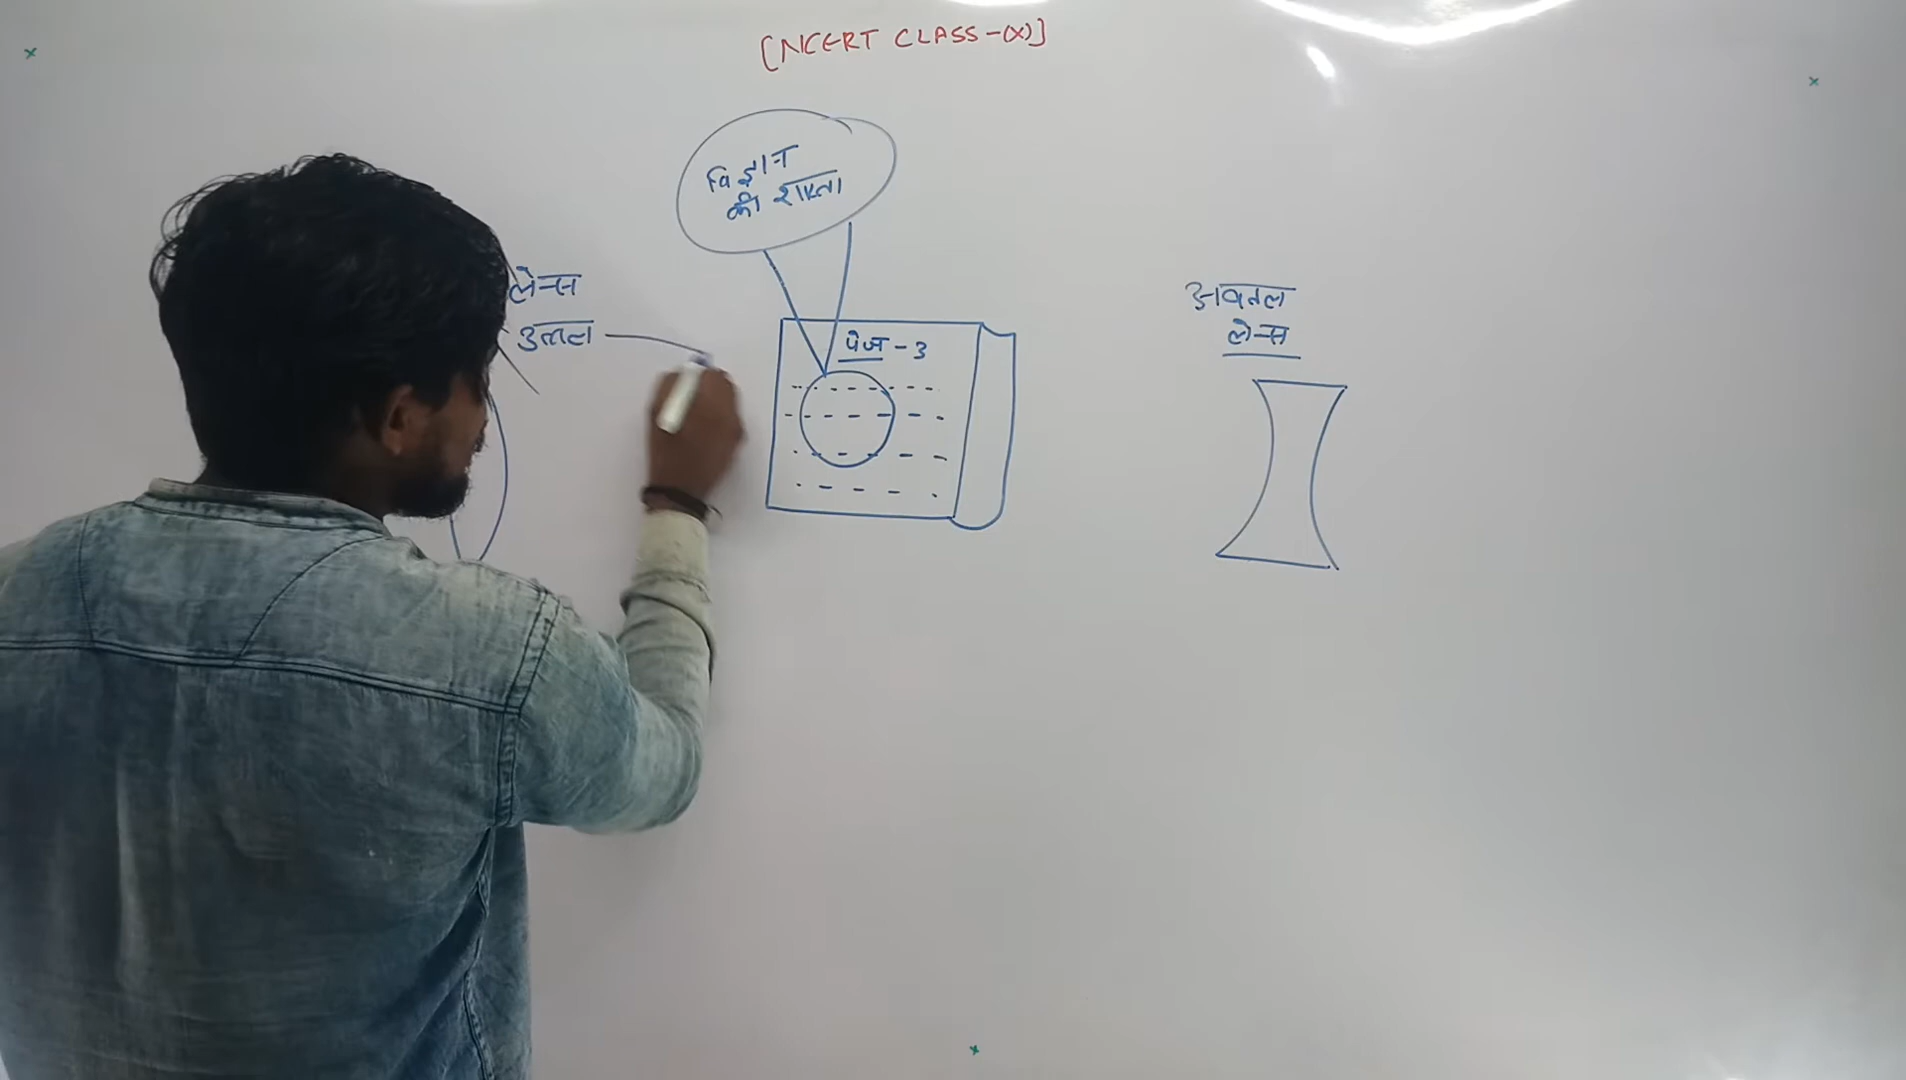 [NCERT CLASS-(X)]
विज्ञान
की शाखा
लेन्स
उत्तल
पेज - 3
अवतल
लेन्स